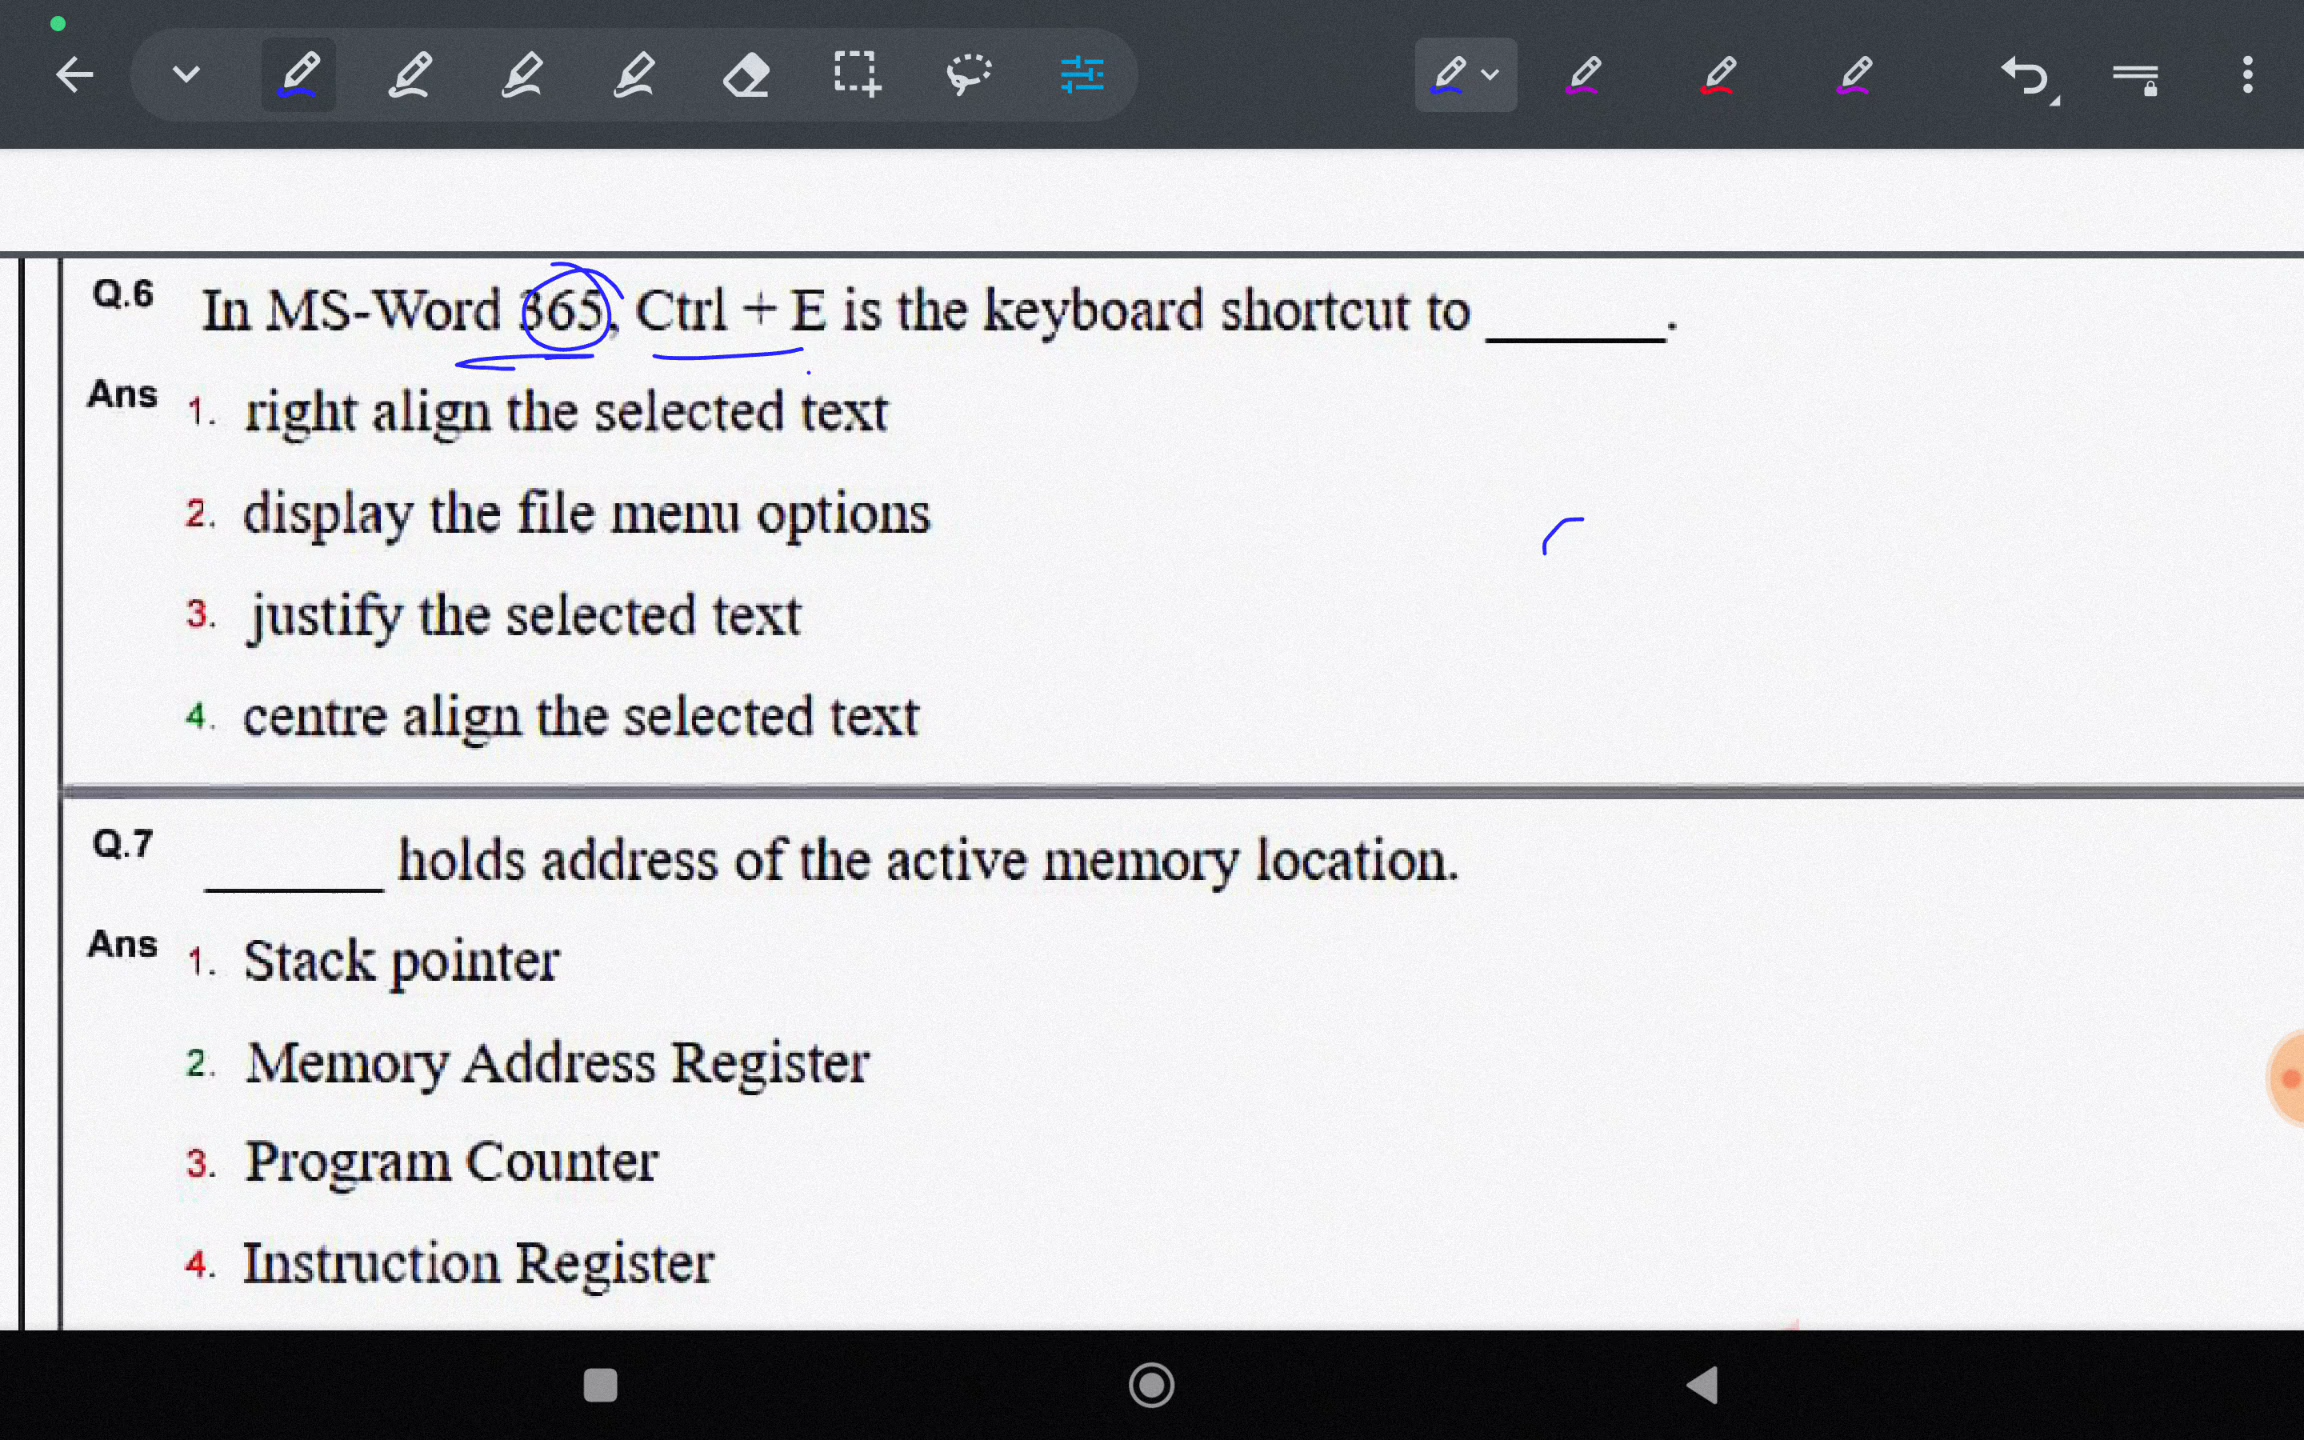 Q.6 In MS-Word 365, Ctrl + E is the keyboard shortcut to ______.
Ans 1. right align the selected text
2. display the file menu options
3. justify the selected text
4. centre align the selected text
Q.7 ______ holds address of the active memory location.
Ans 1. Stack pointer
2. Memory Address Register
3. Program Counter
4. Instruction Register